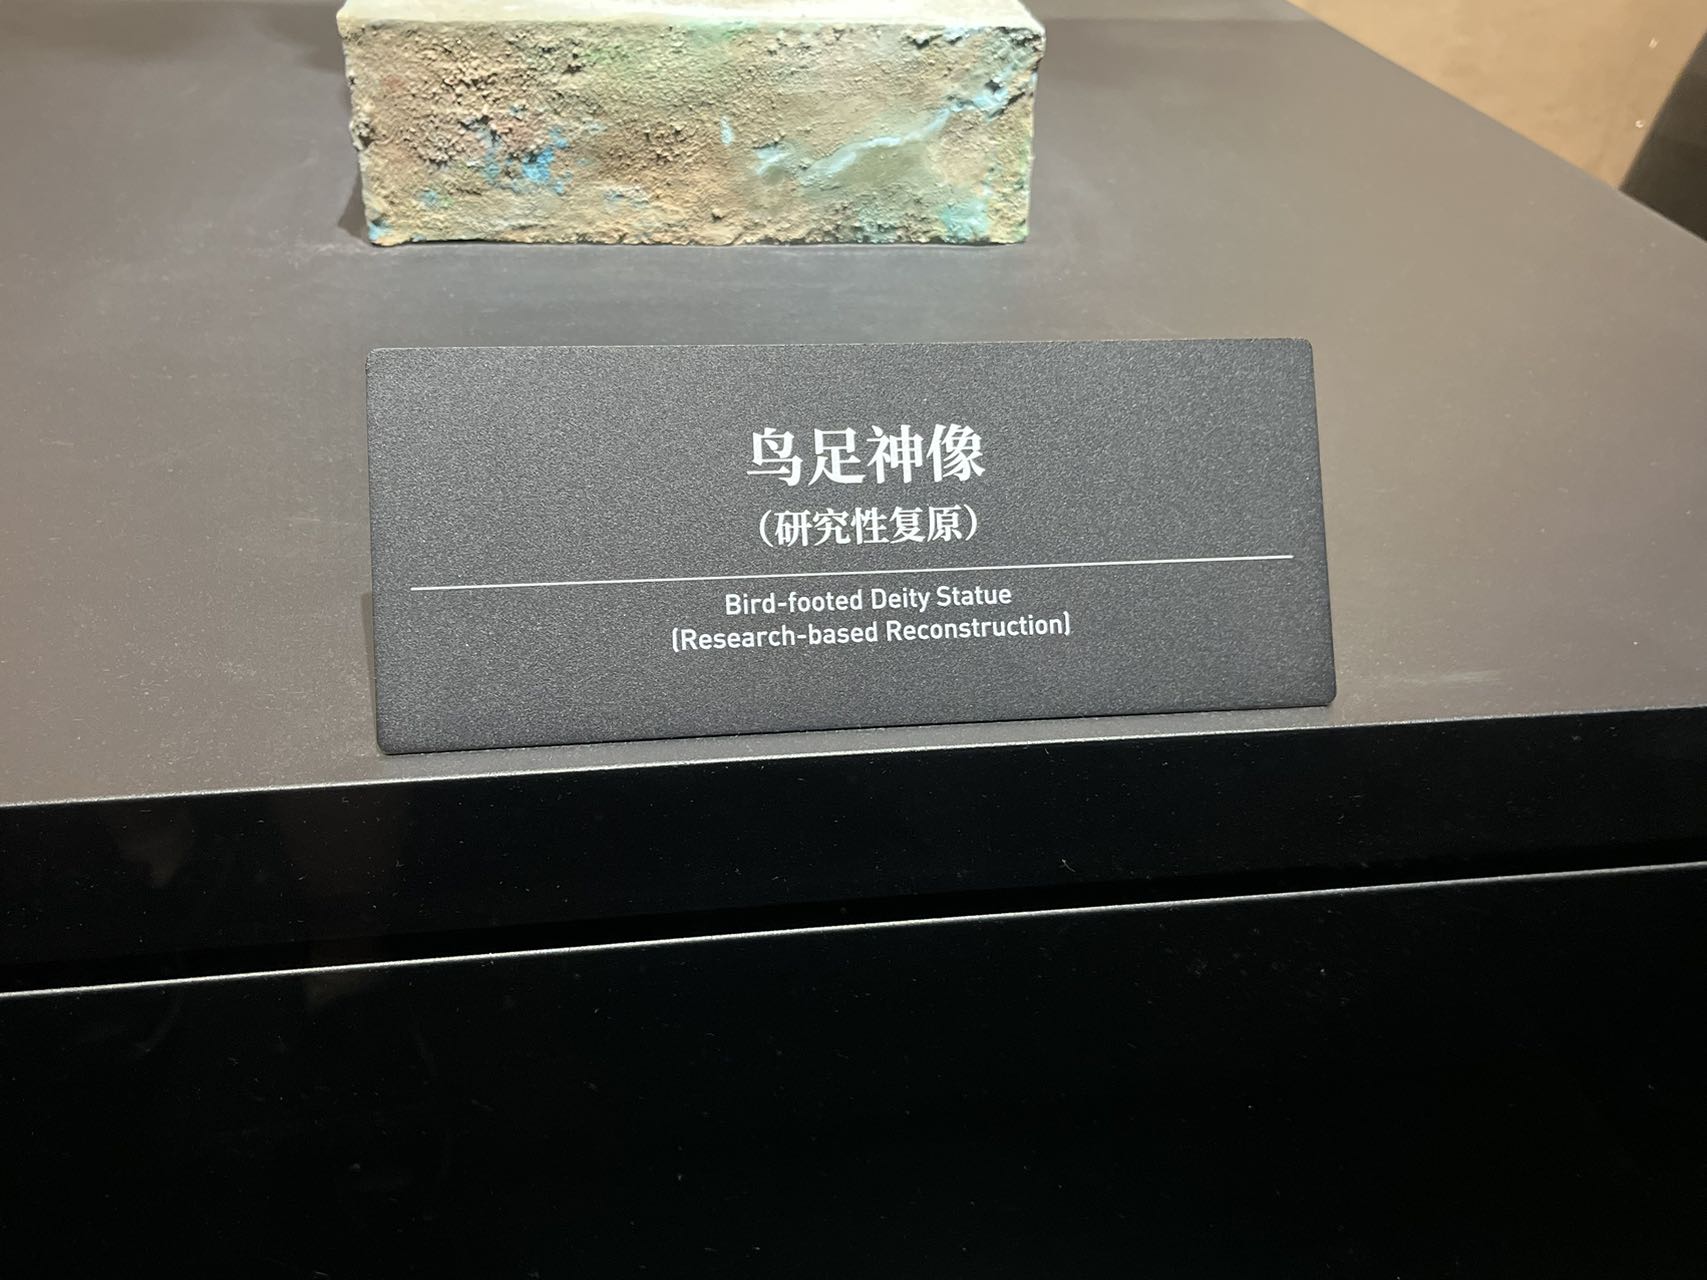 鸟足神像
（研究性复原）
Bird-footed Deity Statue
(Research-based Reconstruction)